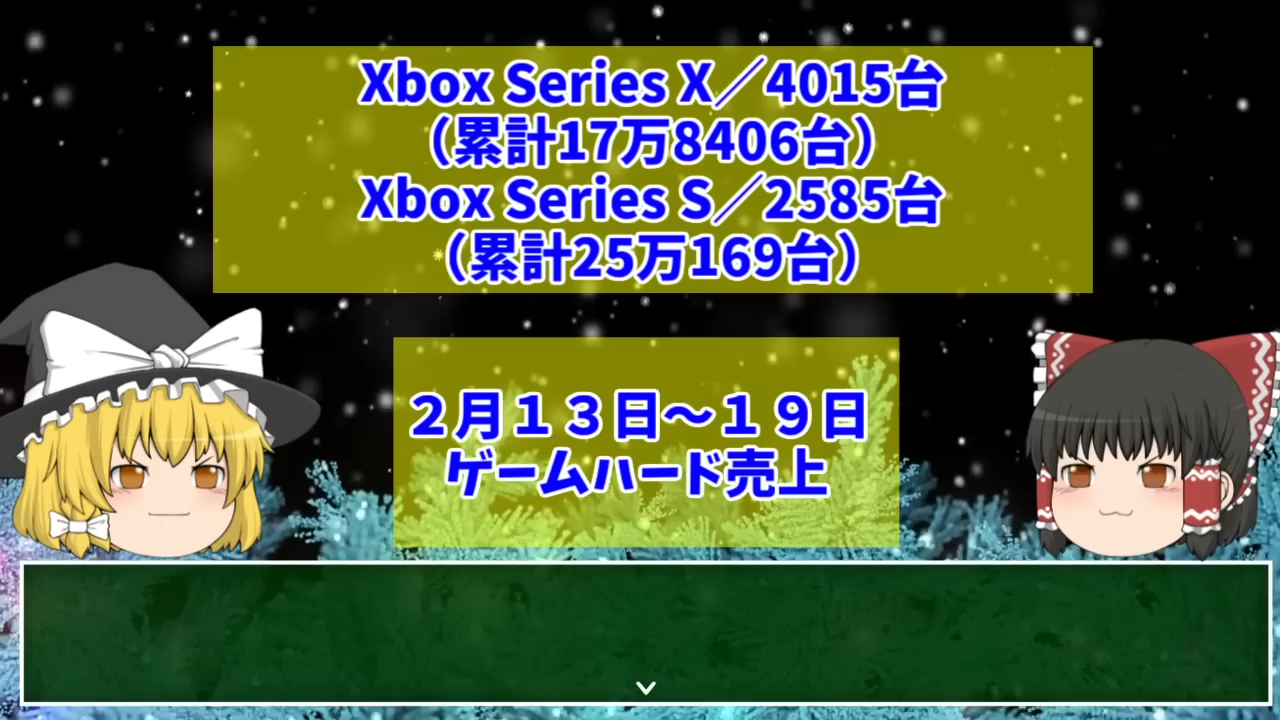 Xbox Series X／4015台
（累計17万8406台）
Xbox Series S／2585台
（累計25万169台）
２月１３日～１９日
ゲームハード売上